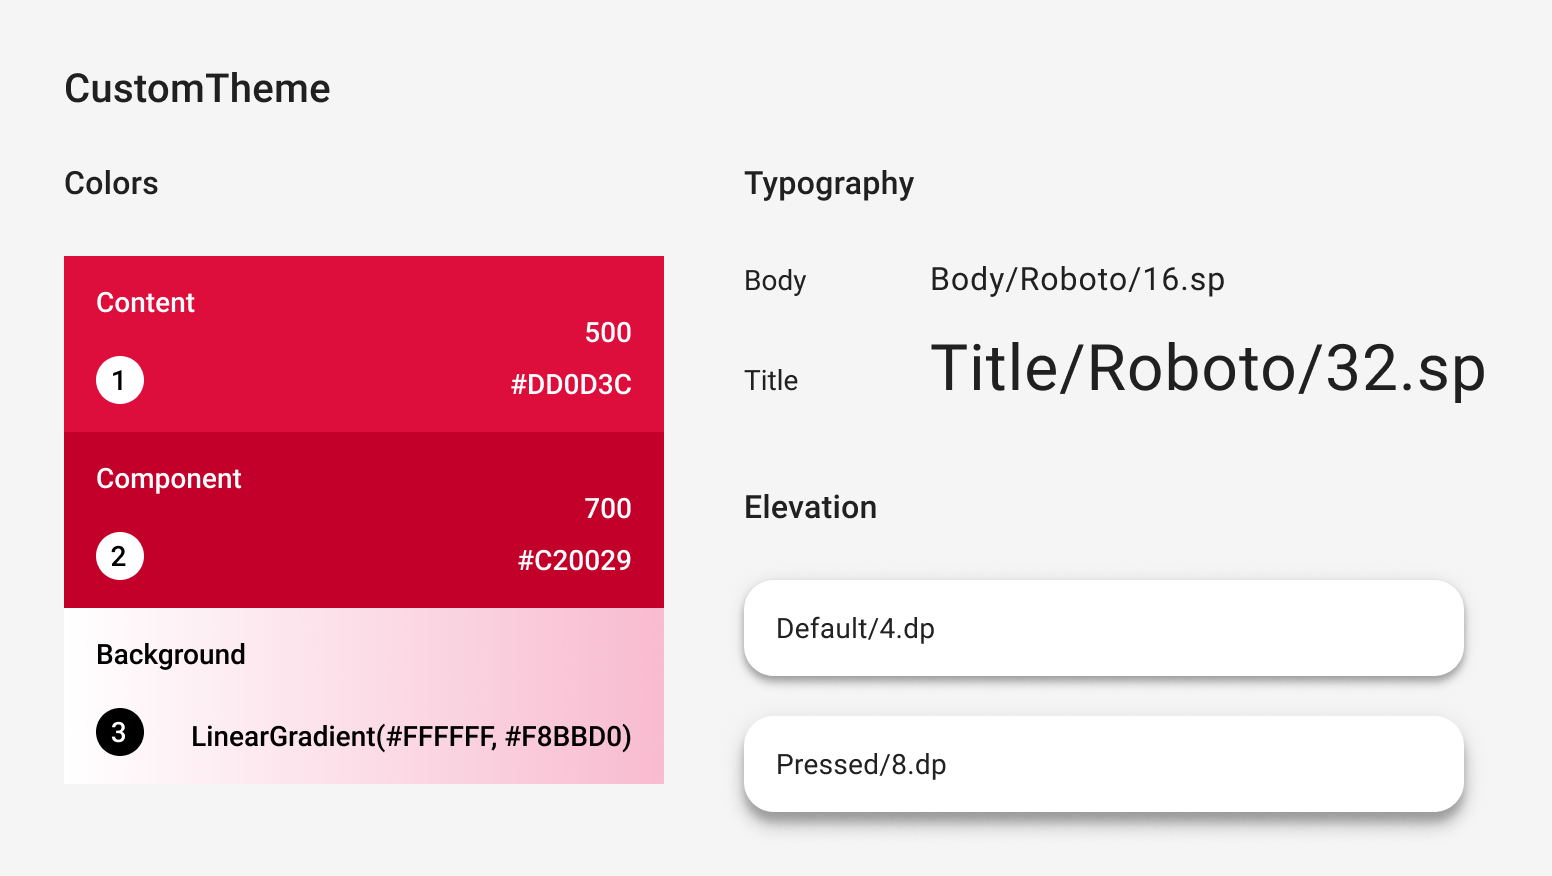 CustomTheme
Colors
Content
500
1
#DD0D3C
Component
700
2
#C20029
Background
3
LinearGradient(#FFFFFF, #F8BBD0)
Typography
Body Body/Roboto/16.sp
Title Title/Roboto/32.sp
Elevation
Default/4.dp
Pressed/8.dp